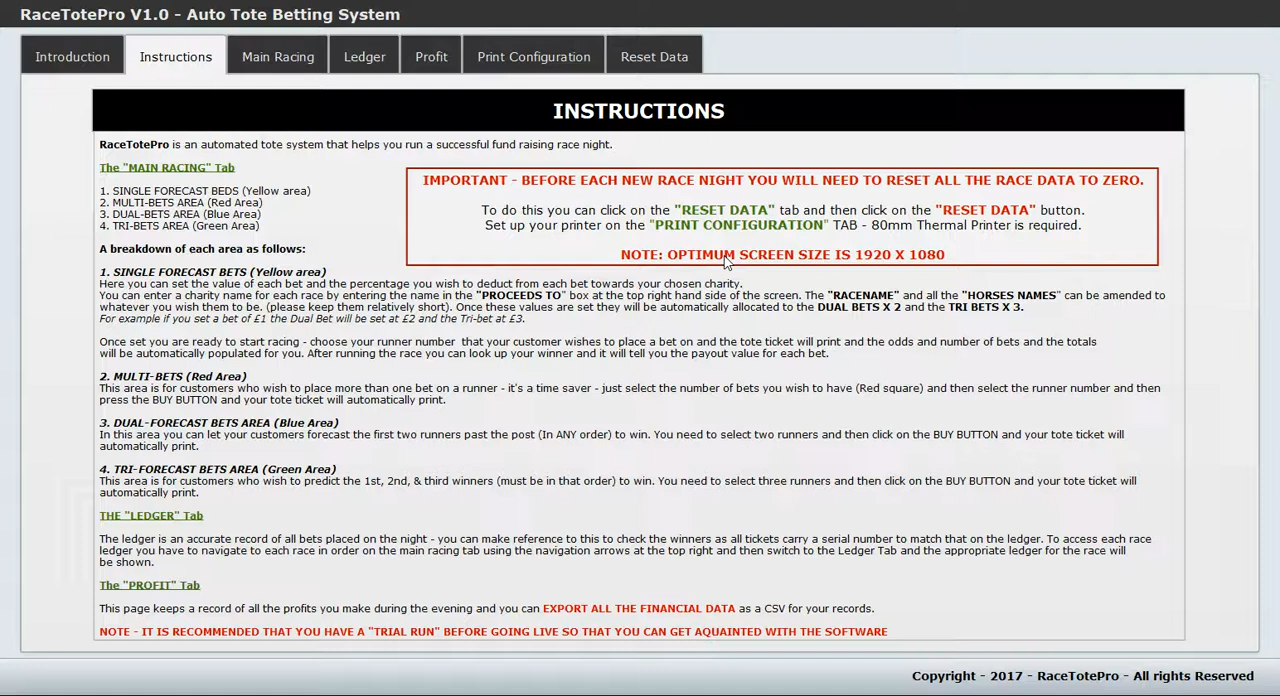 RaceTotePro V1.0 - Auto Tote Betting System
Introduction
Instructions
Main Racing
Ledger
Profit
Print Configuration
Reset Data
INSTRUCTIONS
RaceTotePro is an automated tote system that helps you run a successful fund raising race night.
The "MAIN RACING" Tab
1. SINGLE FORECAST BEDS (Yellow area)
2. MULTI-BETS AREA (Red Area)
3. DUAL-BETS AREA (Blue Area)
4. TRI-BETS AREA (Green Area)
IMPORTANT - BEFORE EACH NEW RACE NIGHT YOU WILL NEED TO RESET ALL THE RACE DATA TO ZERO.
To do this you can click on the "RESET DATA" tab and then click on the "RESET DATA" button.
Set up your printer on the "PRINT CONFIGURATION" TAB - 80mm Thermal Printer is required.
NOTE: OPTIMUM SCREEN SIZE IS 1920 X 1080
A breakdown of each area as follows:
1. SINGLE FORECAST BETS (Yellow area)
Here you can set the value of each bet and the percentage you wish to deduct from each bet towards your chosen charity.
You can enter a charity name for each race by entering the name in the "PROCEEDS TO" box at the top right hand side of the screen. The "RACENAME" and all the "HORSES NAMES" can be amended to
whatever you wish them to be. (please keep them relatively short). Once these values are set they will be automatically allocated to the DUAL BETS X 2 and the TRI BETS X 3.
For example if you set a bet of £1 the Dual Bet will be set at £2 and the Tri-bet at £3.
Once set you are ready to start racing - choose your runner number that your customer wishes to place a bet on and the tote ticket will print and the odds and number of bets and the totals
will be automatically populated for you. After running the race you can look up your winner and it will tell you the payout value for each bet.
2. MULTI-BETS (Red Area)
This area is for customers who wish to place more than one bet on a runner - it's a time saver - just select the number of bets you wish to have (Red square) and then select the runner number and then
press the BUY BUTTON and your tote ticket will automatically print.
3. DUAL-FORECAST BETS AREA (Blue Area)
In this area you can let your customers forecast the first two runners past the post (In ANY order) to win. You need to select two runners and then click on the BUY BUTTON and your tote ticket will
automatically print.
4. TRI-FORECAST BETS AREA (Green Area)
This area is for customers who wish to predict the 1st, 2nd, & third winners (must be in that order) to win. You need to select three runners and then click on the BUY BUTTON and your tote ticket will
automatically print.
THE "LEDGER" Tab
The ledger is an accurate record of all bets placed on the night - you can make reference to this to check the winners as all tickets carry a serial number to match that on the ledger. To access each race
ledger you have to navigate to each race in order on the main racing tab using the navigation arrows at the top right and then switch to the Ledger Tab and the appropriate ledger for the race will
be shown.
The "PROFIT" Tab
This page keeps a record of all the profits you make during the evening and you can EXPORT ALL THE FINANCIAL DATA as a CSV for your records.
NOTE - IT IS RECOMMENDED THAT YOU HAVE A "TRIAL RUN" BEFORE GOING LIVE SO THAT YOU CAN GET AQUAINTED WITH THE SOFTWARE
Copyright - 2017 - RaceTotePro - All rights Reserved